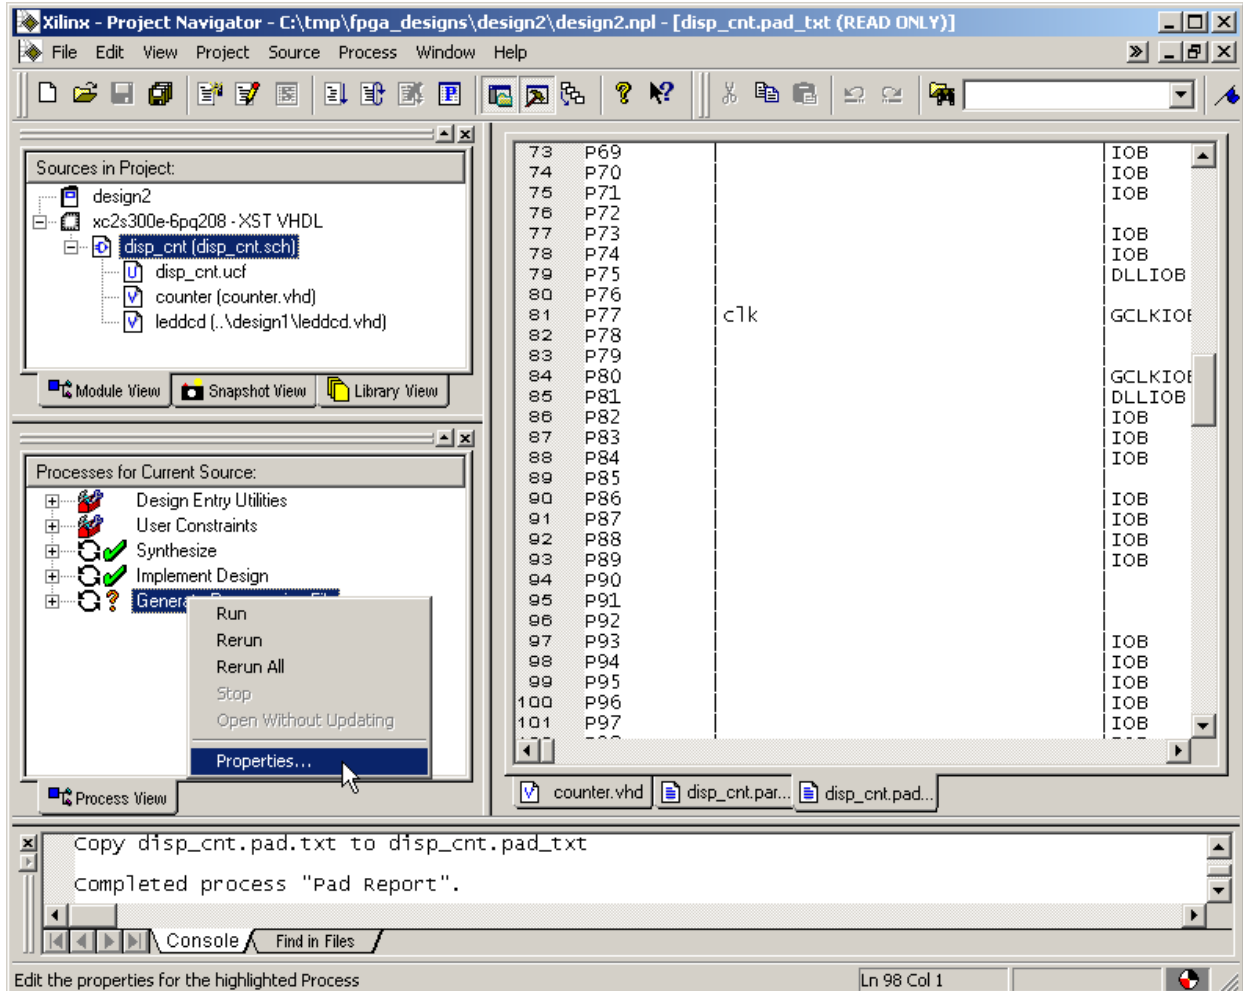 Xilinx - Project Navigator - C:\tmp\fpga_designs\design2\design2.npl - [disp_cnt.pad_txt (READ ONLY)]
File Edit View Project Source Process Window Help
Sources in Project:
design2
xc2s300e-6pq208 - XST VHDL
disp_cnt (disp_cnt.sch)
disp_cnt.ucf
counter (counter.vhd)
leddcd (..\design1\leddcd.vhd)
Module View Snapshot View Library View
Processes for Current Source:
Design Entry Utilities
User Constraints
Synthesize
Implement Design
Run
Rerun
Rerun All
Stop
Open Without Updating
Properties...
Process View
73 P69 | |IOB
74 P70 | |IOB
75 P71 | |IOB
76 P72 | |
77 P73 | |IOB
78 P74 | |IOB
79 P75 | |DLLIOB
80 P76 | |
81 P77 |clk |GCLKIOB
82 P78 | |
83 P79 | |
84 P80 | |GCLKIOB
85 P81 | |DLLIOB
86 P82 | |IOB
87 P83 | |IOB
88 P84 | |IOB
89 P85 | |
90 P86 | |IOB
91 P87 | |IOB
92 P88 | |IOB
93 P89 | |IOB
94 P90 | |
95 P91 | |
96 P92 | |
97 P93 | |IOB
98 P94 | |IOB
99 P95 | |IOB
100 P96 | |IOB
101 P97 | |IOB
counter.vhd disp_cnt.par... disp_cnt.pad...
Copy disp_cnt.pad.txt to disp_cnt.pad_txt
Completed process "Pad Report".
Console Find in Files
Edit the properties for the highlighted Process
Ln 98 Col 1